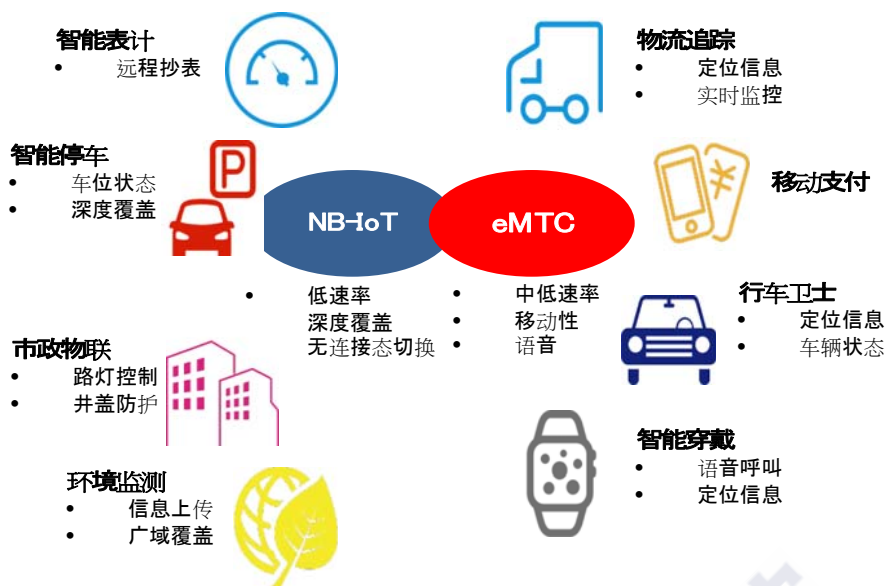 智能表计
• 远程抄表
智能停车
• 车位状态
• 深度覆盖
市政物联
• 路灯控制
• 井盖防护
环境监测
• 信息上传
• 广域覆盖
P
NB-IoT
• 低速率
深度覆盖
无连接态切换
eMTC
• 中低速率
• 移动性
• 语音
物流追踪
• 定位信息
• 实时监控
¥
移动支付
行车卫士
• 定位信息
• 车辆状态
智能穿戴
• 语音呼叫
• 定位信息